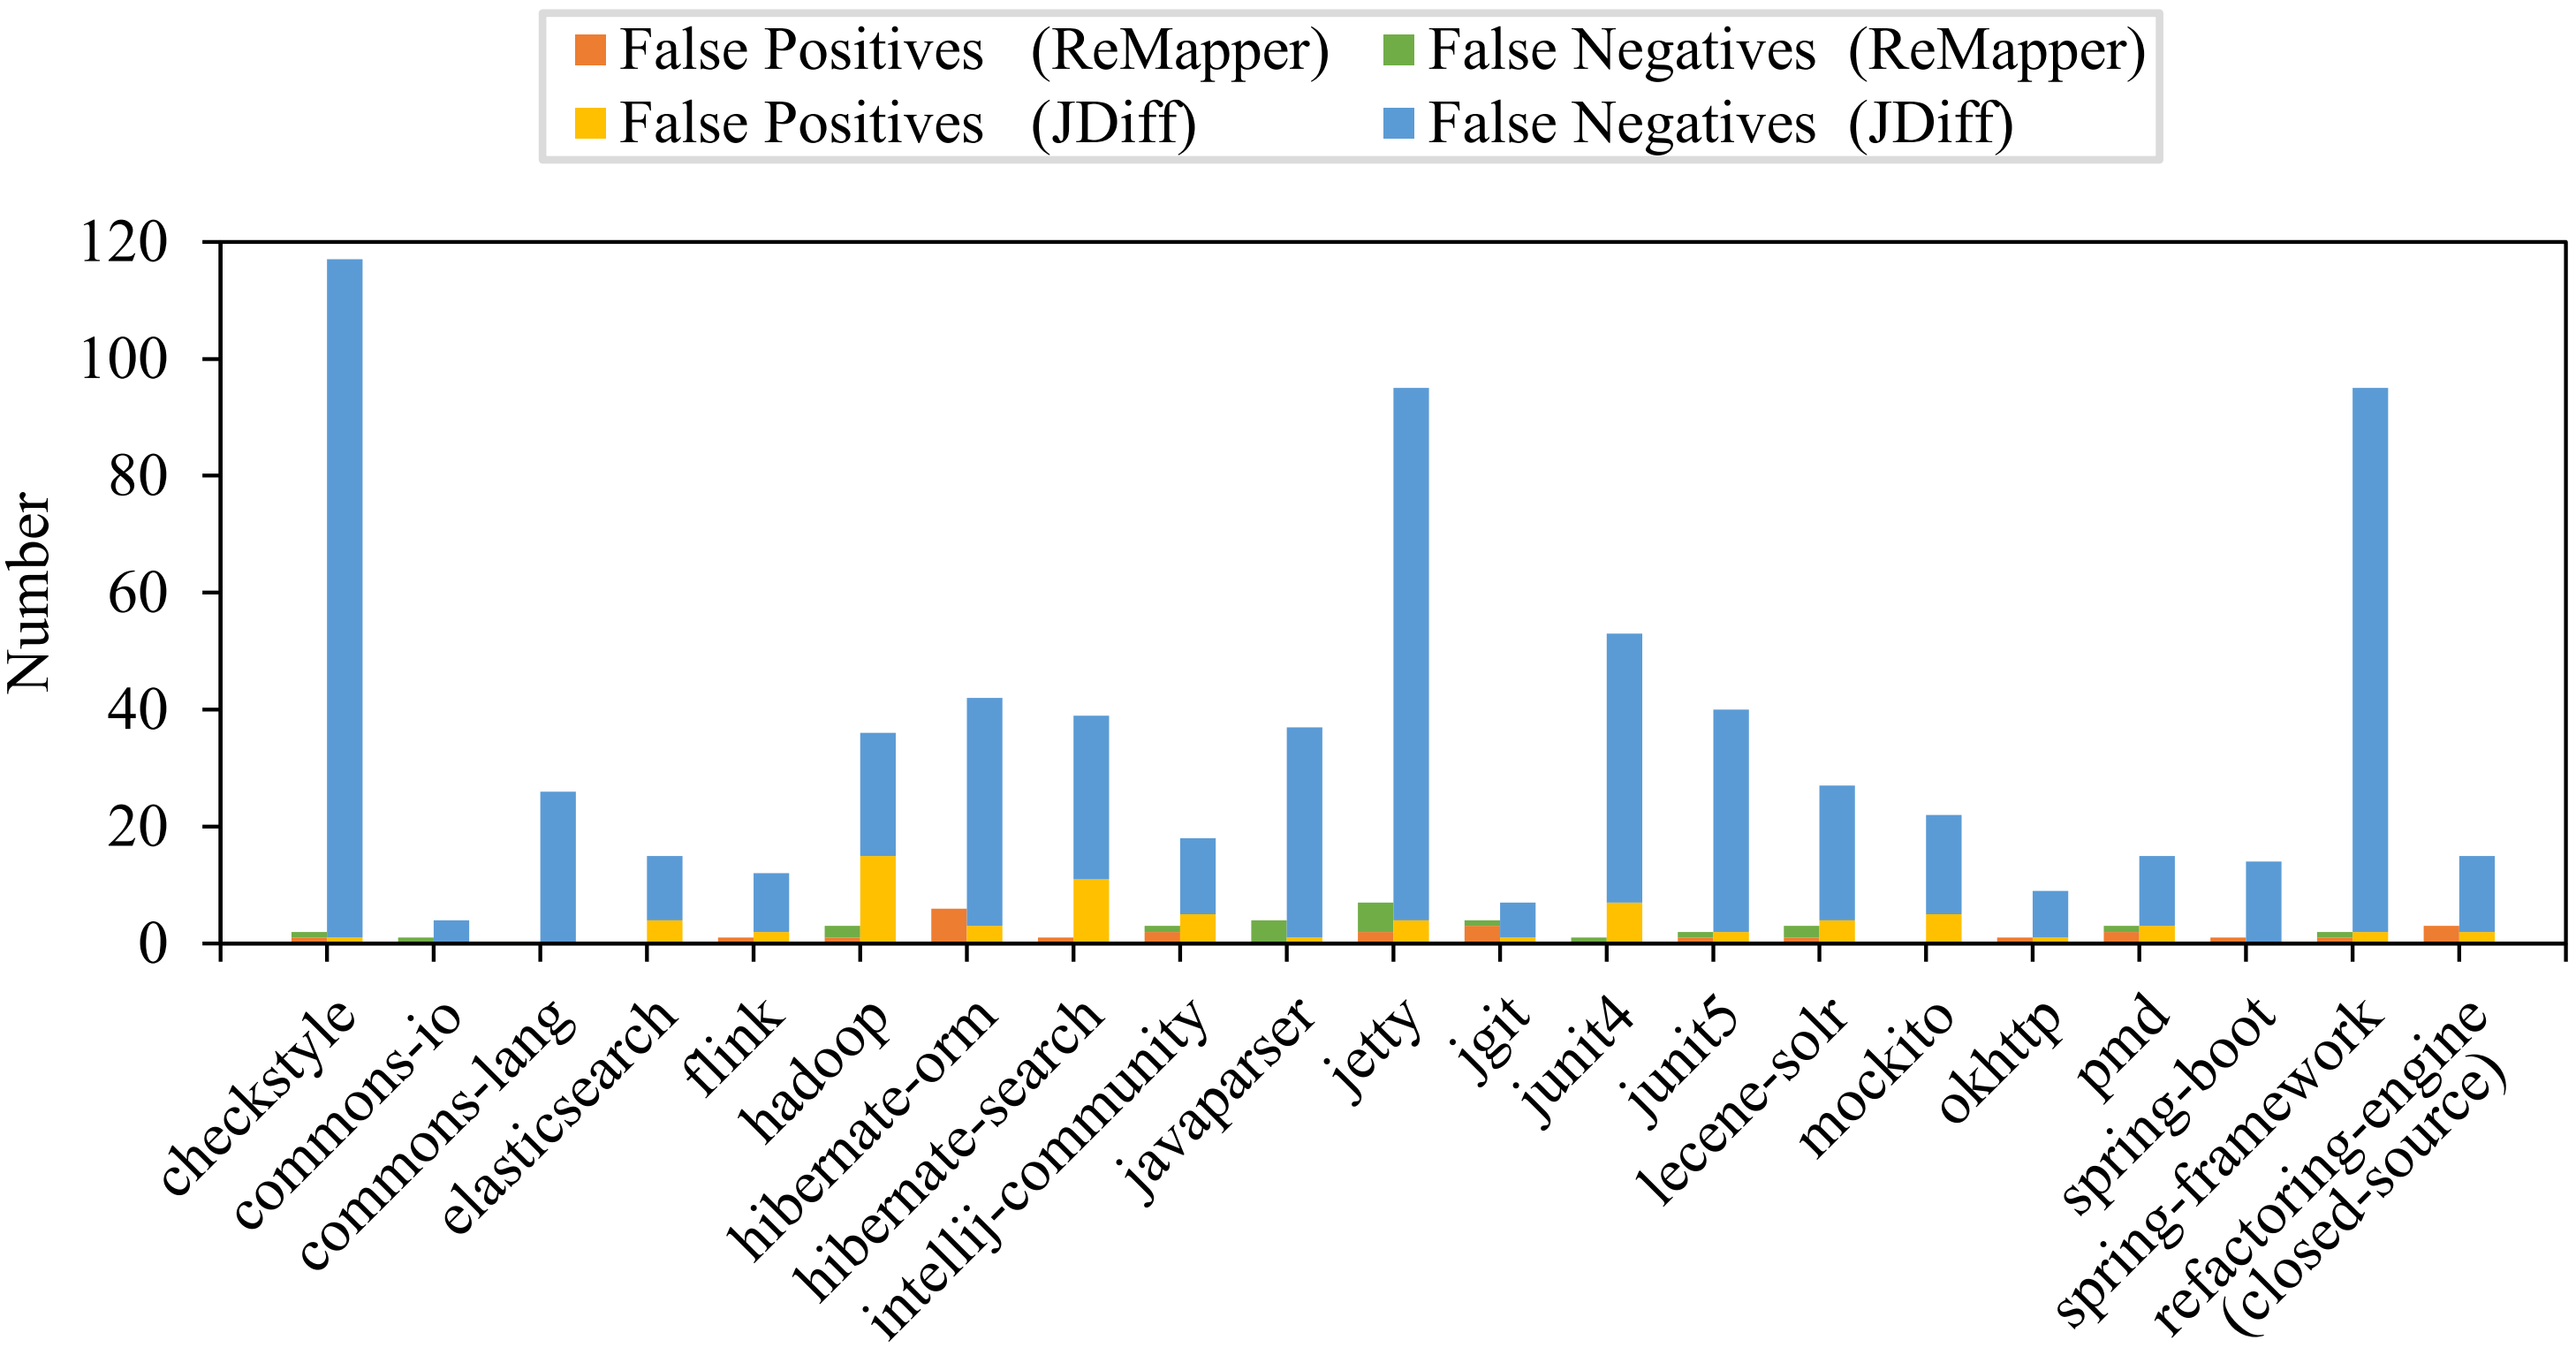 False Positives (ReMapper) False Negatives (ReMapper)
False Positives (JDiff) False Negatives (JDiff)
Number
120
100
80
60
40
20
0
checkstyle
commons-io
commons-lang
elasticsearch
flink
hadoop
hibernate-orm
hibernate-search
intellij-community
javaparser
jetty
jgit
junit4
junit5
lecene-solr
mockito
okhttp
pmd
spring-boot
spring-framework
refactoring-engine
(closed-source)